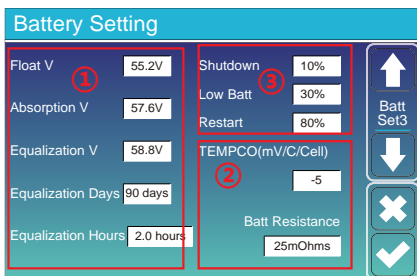 Battery Setting
Float V 55.2V
①
Absorption V 57.6V
Equalization V 58.8V
Equalization Days 90 days
Equalization Hours 2.0 hours
Shutdown 10%
③
Low Batt 30%
Restart 80%
TEMPCO(mV/C/Cell)
② -5
Batt Resistance
25mOhms
Batt
Set3